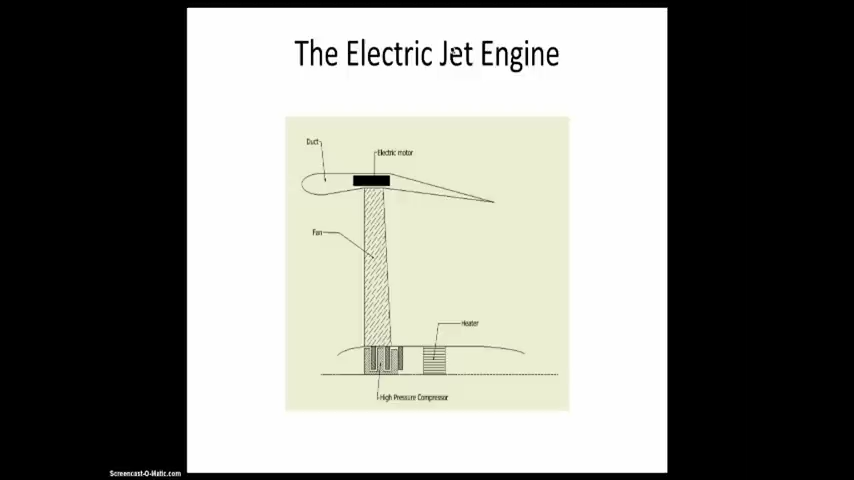 The Electric Jet Engine
Duct
Electric motor
Fan
Heater
High Pressure Compressor
Screencast-O-Matic.com